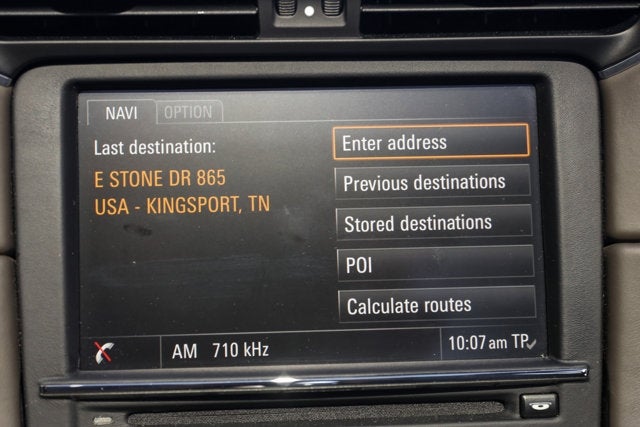 NAVI
OPTION
Last destination:
E STONE DR 865
USA - KINGSPORT, TN
Enter address
Previous destinations
Stored destinations
POI
Calculate routes
AM 710 kHz
10:07 am TP